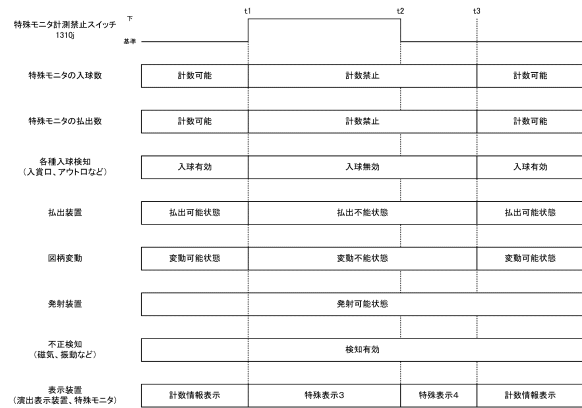 t1 t2 t3
特殊モニタ計測禁止スイッチ
1310j
下
基準
特殊モニタの入球数 計数可能 計数禁止 計数可能
特殊モニタの払出数 計数可能 計数禁止 計数可能
各種入球検知
(入賞口、アウトロなど)
入球有効 入球無効 入球有効
払出装置 払出可能状態 払出不能状態 払出可能状態
図柄変動 変動可能状態 変動不能状態 変動可能状態
発射装置 発射可能状態
不正検知
(磁気、振動など)
検知有効
表示装置
(演出表示装置、特殊モニタ)
計数情報表示 特殊表示3 特殊表示4 計数情報表示